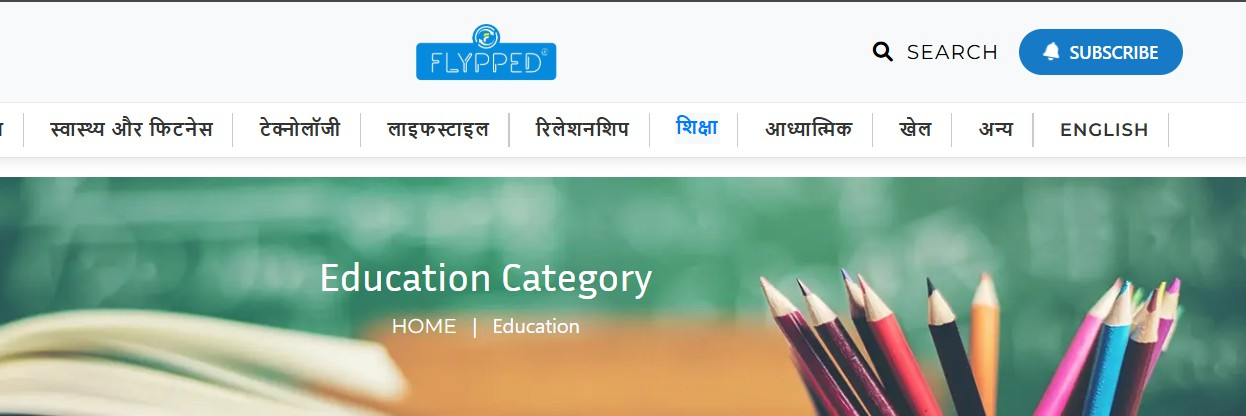 FLYPPED
SEARCH
SUBSCRIBE
स्वास्थ्य और फिटनेस
टेक्नोलॉजी
लाइफस्टाइल
रिलेशनशिप
शिक्षा
आध्यात्मिक
खेल
अन्य
ENGLISH
Education Category
HOME | Education